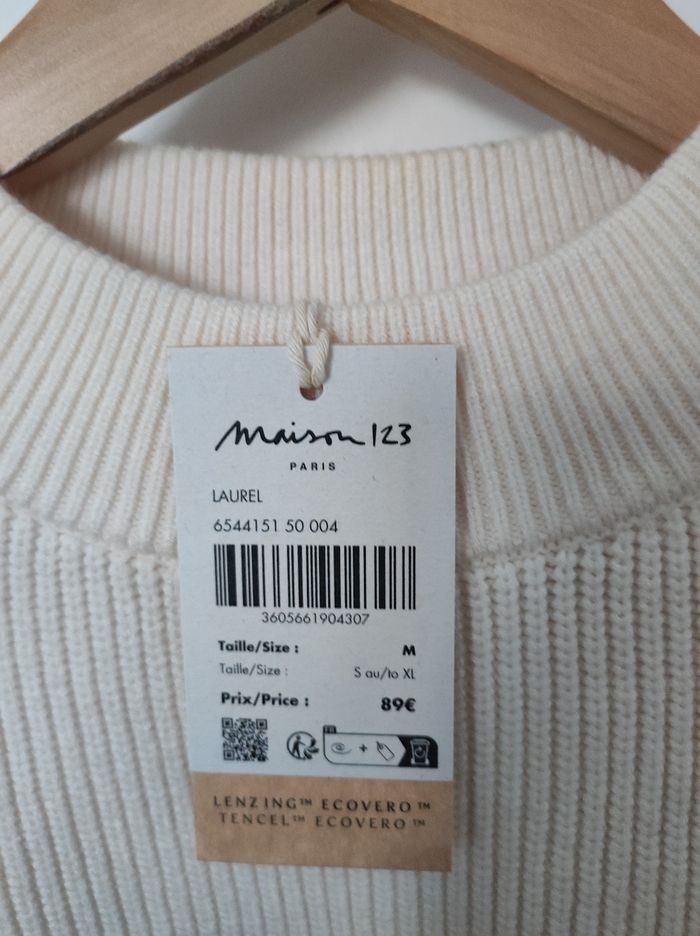 maison 123
PARIS
LAUREL
6544151 50 004
3605661904307
Taille/Size : M
Taille/Size : S au/to XL
Prix/Price : 89€
FR
LENZING™ ECOVERO™
TENCEL™ ECOVERO™